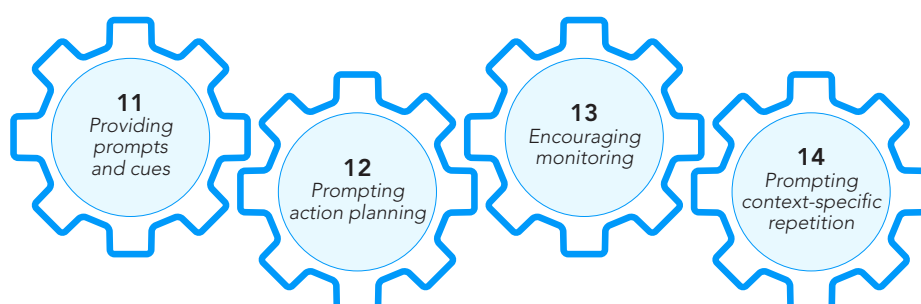 11
Providing
prompts
and cues
12
Prompting
action planning
13
Encouraging
monitoring
14
Prompting
context-specific
repetition